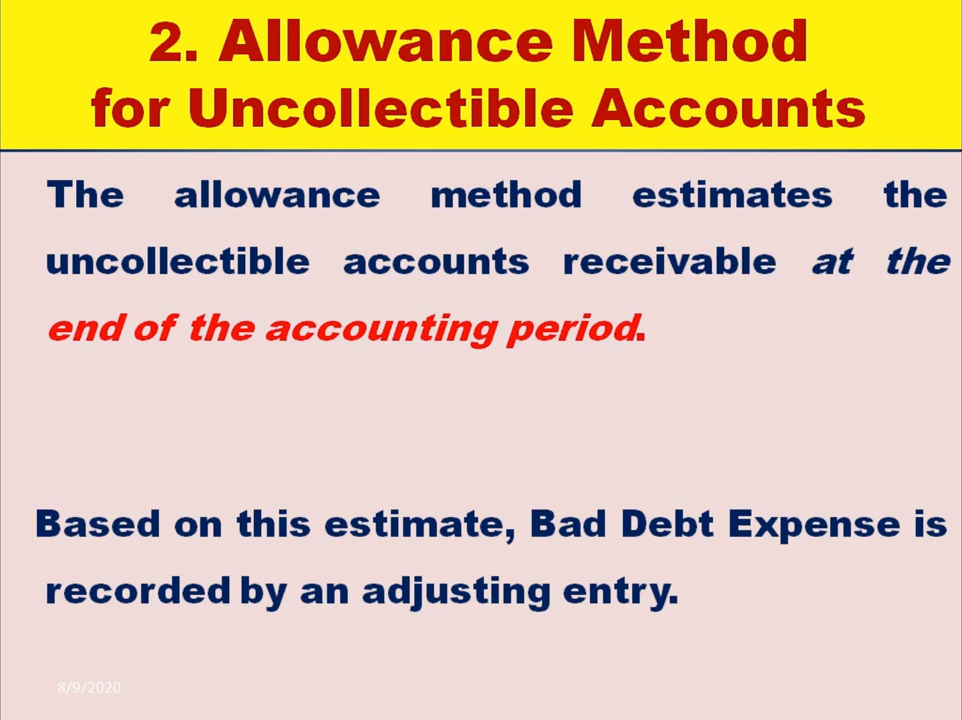 2. Allowance Method
for Uncollectible Accounts
The allowance method estimates the
uncollectible accounts receivable at the
end of the accounting period.
Based on this estimate, Bad Debt Expense is
recorded by an adjusting entry.
8/9/2020